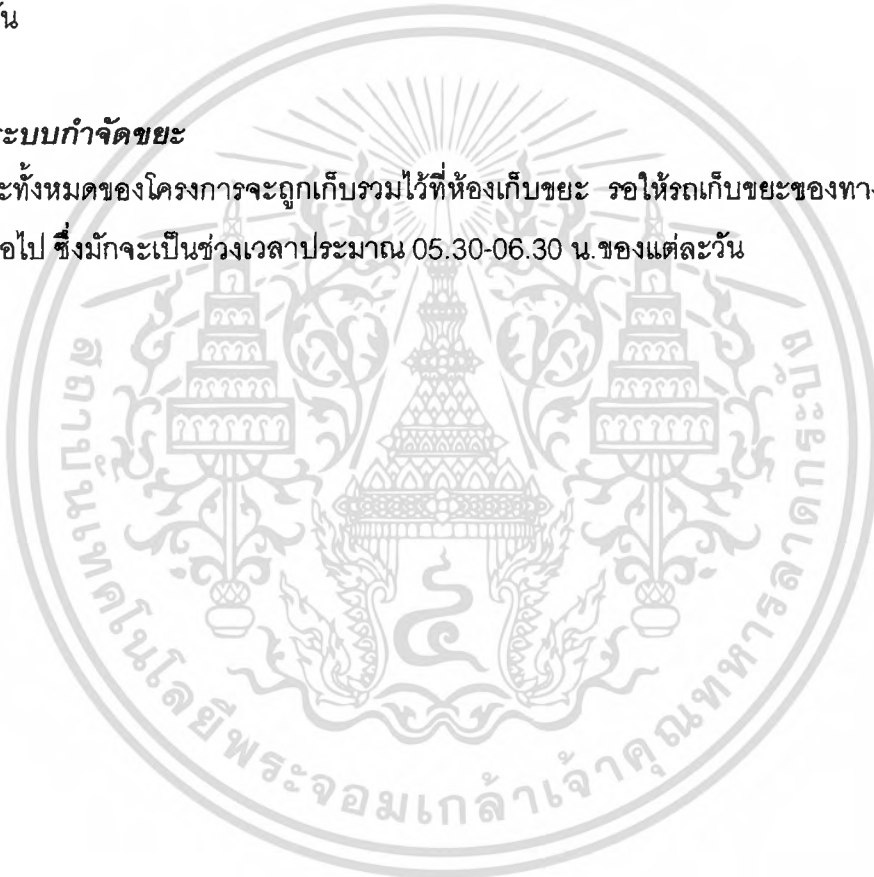 ัน
ระบบกำจัดขยะ
ะทั้งหมดของโครงการจะถูกเก็บรวมไว้ที่ห้องเก็บขยะ รอให้รถเก็บขยะของทาง
อไป ซึ่งมักจะเป็นช่วงเวลาประมาณ 05.30-06.30 น.ของแต่ละวัน
สถาบันเทคโนโลยีพระจอมเกล้าเจ้าคุณทหารลาดกระบัง